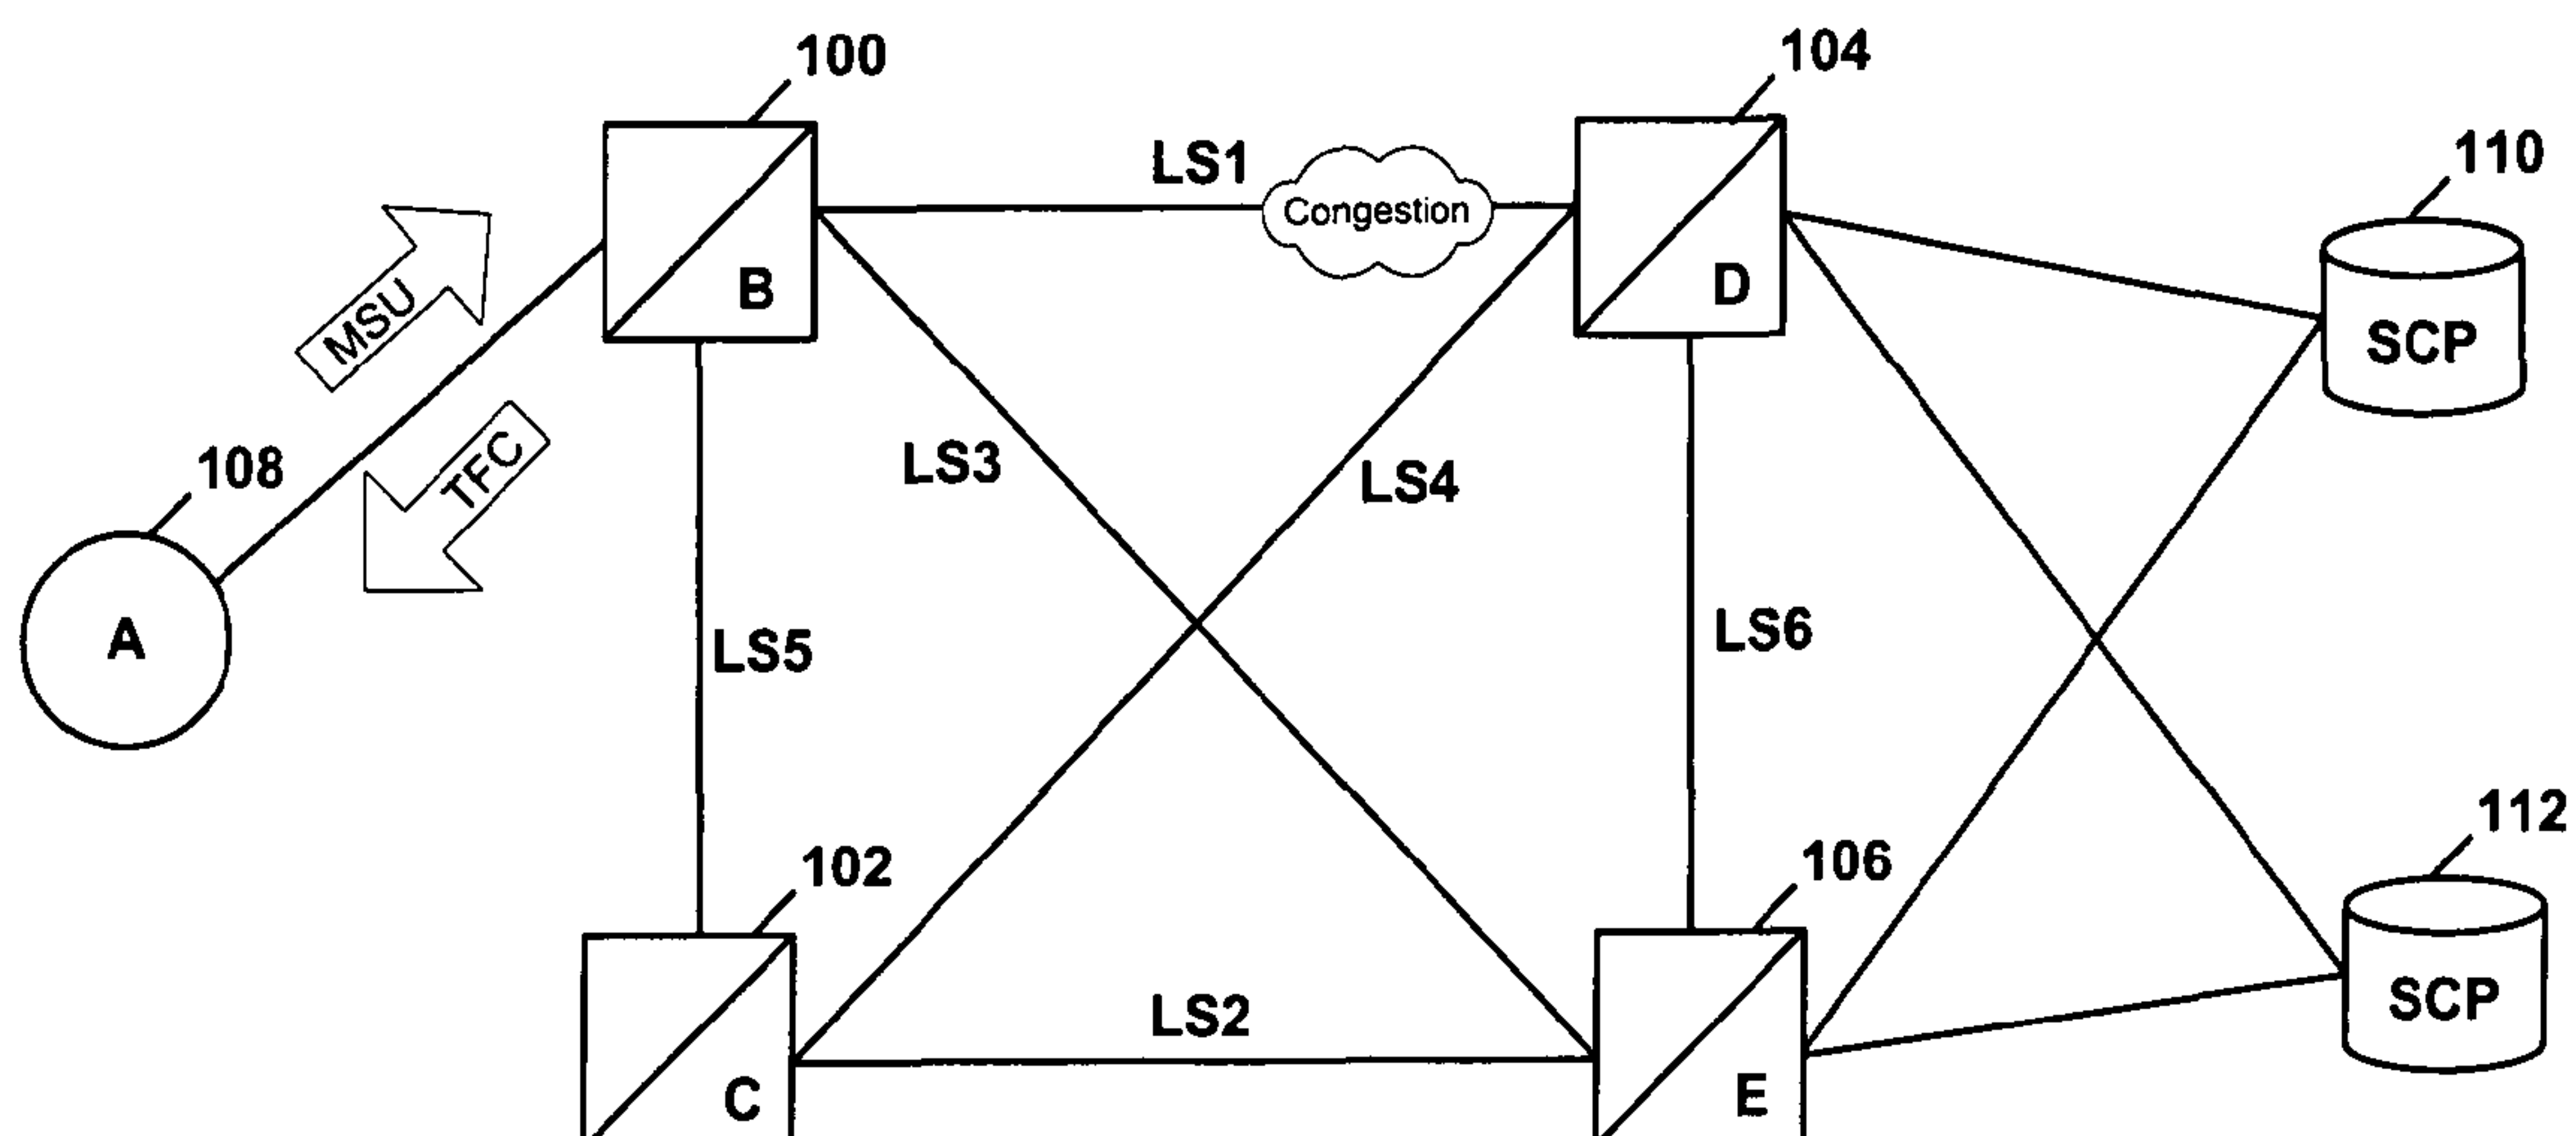 100
104
LS1
110
Congestion
B
D
MSU
SCP
LS3
TFC
108
LS4
A
LS5
LS6
112
102
106
SCP
LS2
C
E